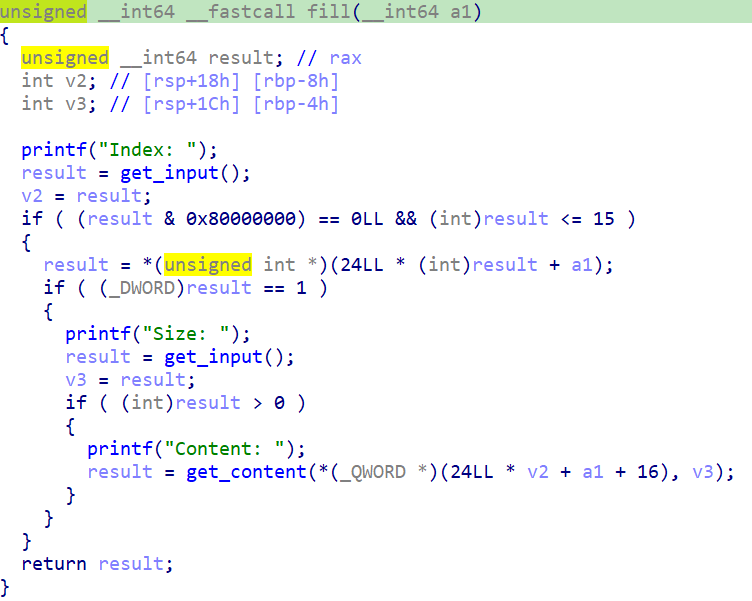 unsigned __int64 __fastcall fill(__int64 a1)
{
  unsigned __int64 result; // rax
  int v2; // [rsp+18h] [rbp-8h]
  int v3; // [rsp+1Ch] [rbp-4h]

  printf("Index: ");
  result = get_input();
  v2 = result;
  if ( (result & 0x80000000) == 0LL && (int)result <= 15 )
  {
    result = *(unsigned int *)(24LL * (int)result + a1);
    if ( (_DWORD)result == 1 )
    {
      printf("Size: ");
      result = get_input();
      v3 = result;
      if ( (int)result > 0 )
      {
        printf("Content: ");
        result = get_content(*(_QWORD *)(24LL * v2 + a1 + 16), v3);
      }
    }
  }
  return result;
}